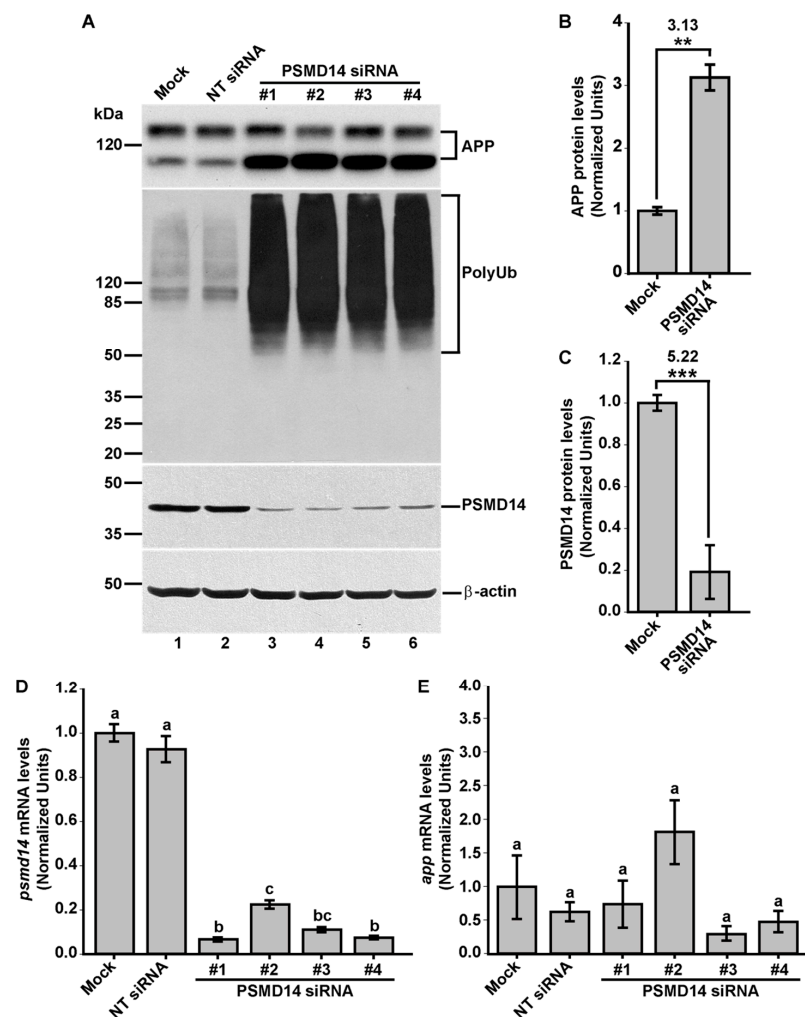 A
Mock
NT siRNA
PSMD14 siRNA
#1 #2 #3 #4
kDa
120
APP
120
85
50
35
25
20
PolyUb
50
35
PSMD14
50
β-actin
1 2 3 4 5 6
B
3.13
**
APP protein levels
(Normalized Units)
4
3
2
1
0
Mock
PSMD14
siRNA
C
5.22
***
PSMD14 protein levels
(Normalized Units)
1.2
1.0
0.8
0.6
0.4
0.2
0.0
Mock
PSMD14
siRNA
D
psmd14 mRNA levels
(Normalized Units)
1.2
1.0
0.8
0.6
0.4
0.2
0.0
a a b c bc b
Mock
NT siRNA
#1 #2 #3 #4
PSMD14 siRNA
E
app mRNA levels
(Normalized Units)
4.0
3.5
3.0
2.5
2.0
1.5
1.0
0.5
0.0
a a a a a a
Mock
NT siRNA
#1 #2 #3 #4
PSMD14 siRNA